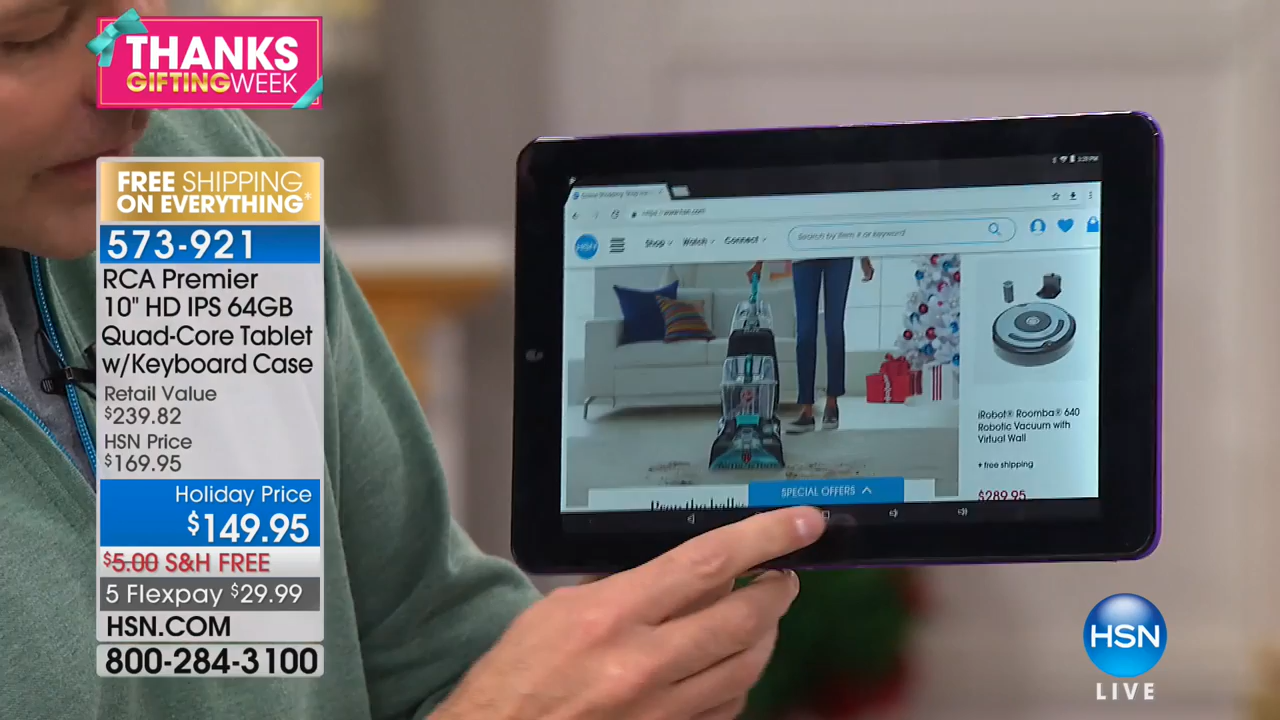 THANKS
GIFTINGWEEK
FREE SHIPPING
ON EVERYTHING*
573-921
RCA Premier
10" HD IPS 64GB
Quad-Core Tablet
w/Keyboard Case
Retail Value
$239.82
HSN Price
$169.95
Holiday Price
$149.95
$5.00 S&H FREE
5 Flexpay $29.99
HSN.COM
800-284-3100
HSN
Shop
Watch
Connect
Search by item # or keyword
iRobot® Roomba® 640
Robotic Vacuum with
Virtual Wall
+ free shipping
$289.95
SPECIAL OFFERS
HSN
LIVE